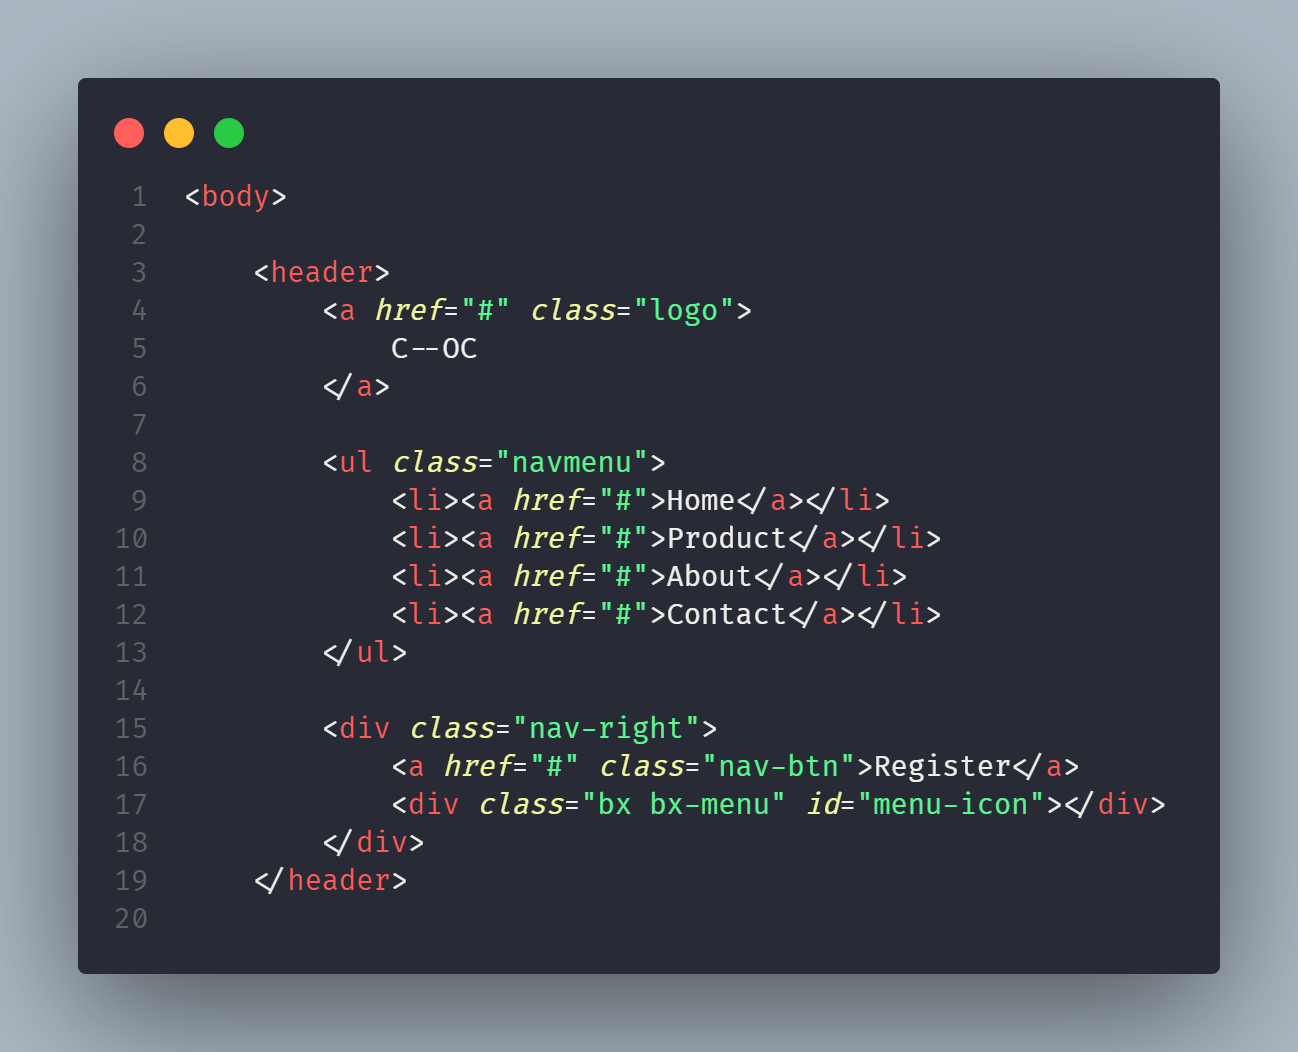 1 <body>
2
3     <header>
4         <a href="#" class="logo">
5             C--OC
6         </a>
7
8         <ul class="navmenu">
9             <li><a href="#">Home</a></li>
10             <li><a href="#">Product</a></li>
11             <li><a href="#">About</a></li>
12             <li><a href="#">Contact</a></li>
13         </ul>
14
15         <div class="nav-right">
16             <a href="#" class="nav-btn">Register</a>
17             <div class="bx bx-menu" id="menu-icon"></div>
18         </div>
19     </header>
20